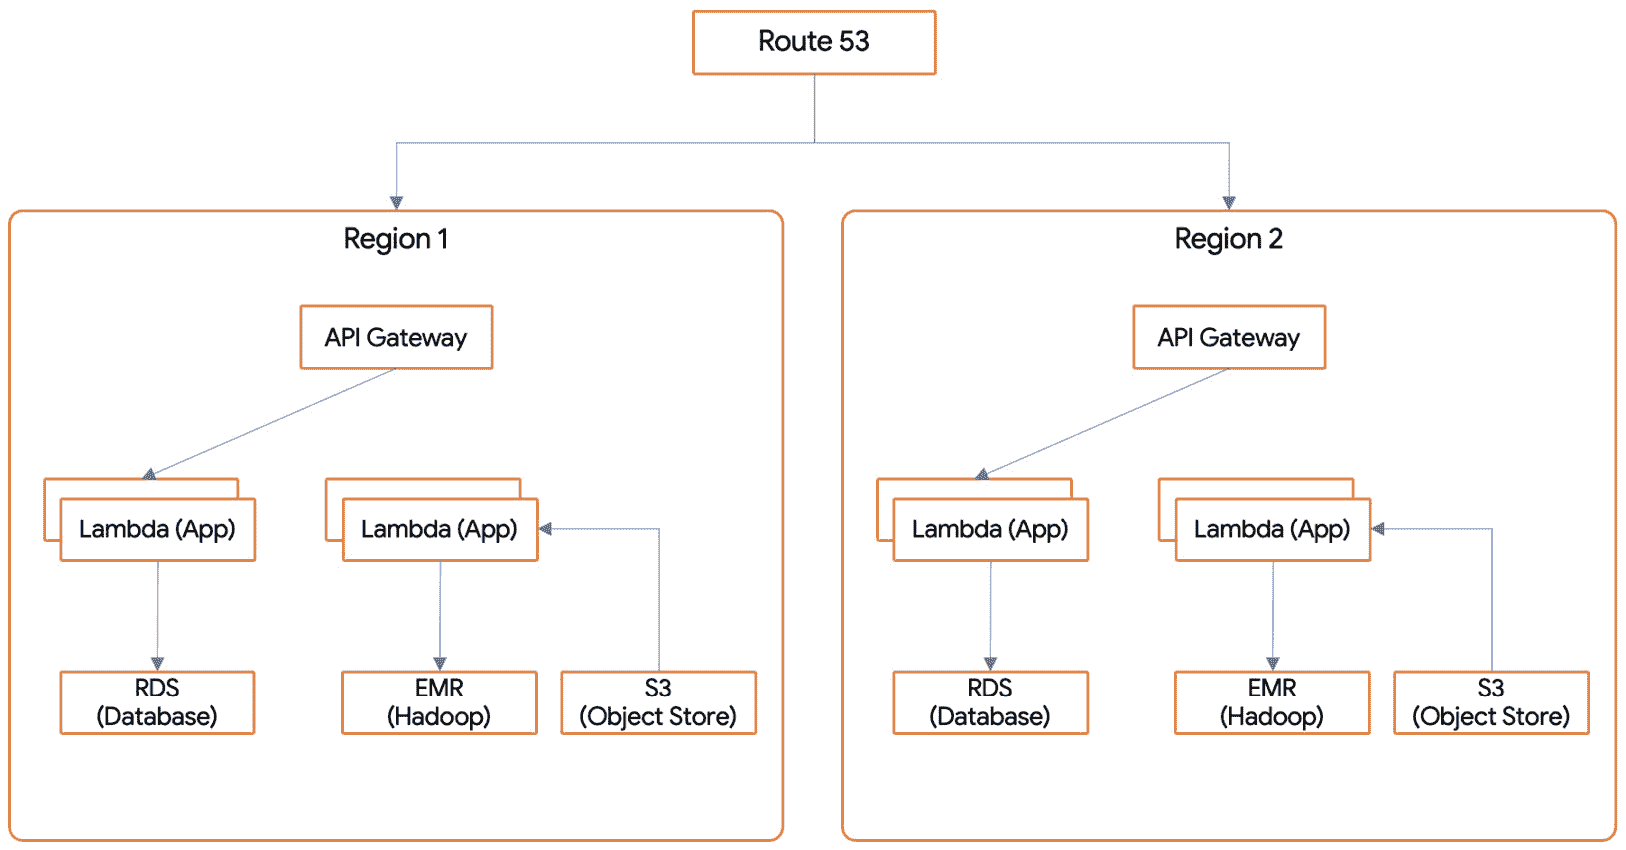 Route 53
Region 1
API Gateway
Lambda (App)
Lambda (App)
RDS
(Database)
EMR
(Hadoop)
S3
(Object Store)
Region 2
API Gateway
Lambda (App)
Lambda (App)
RDS
(Database)
EMR
(Hadoop)
S3
(Object Store)